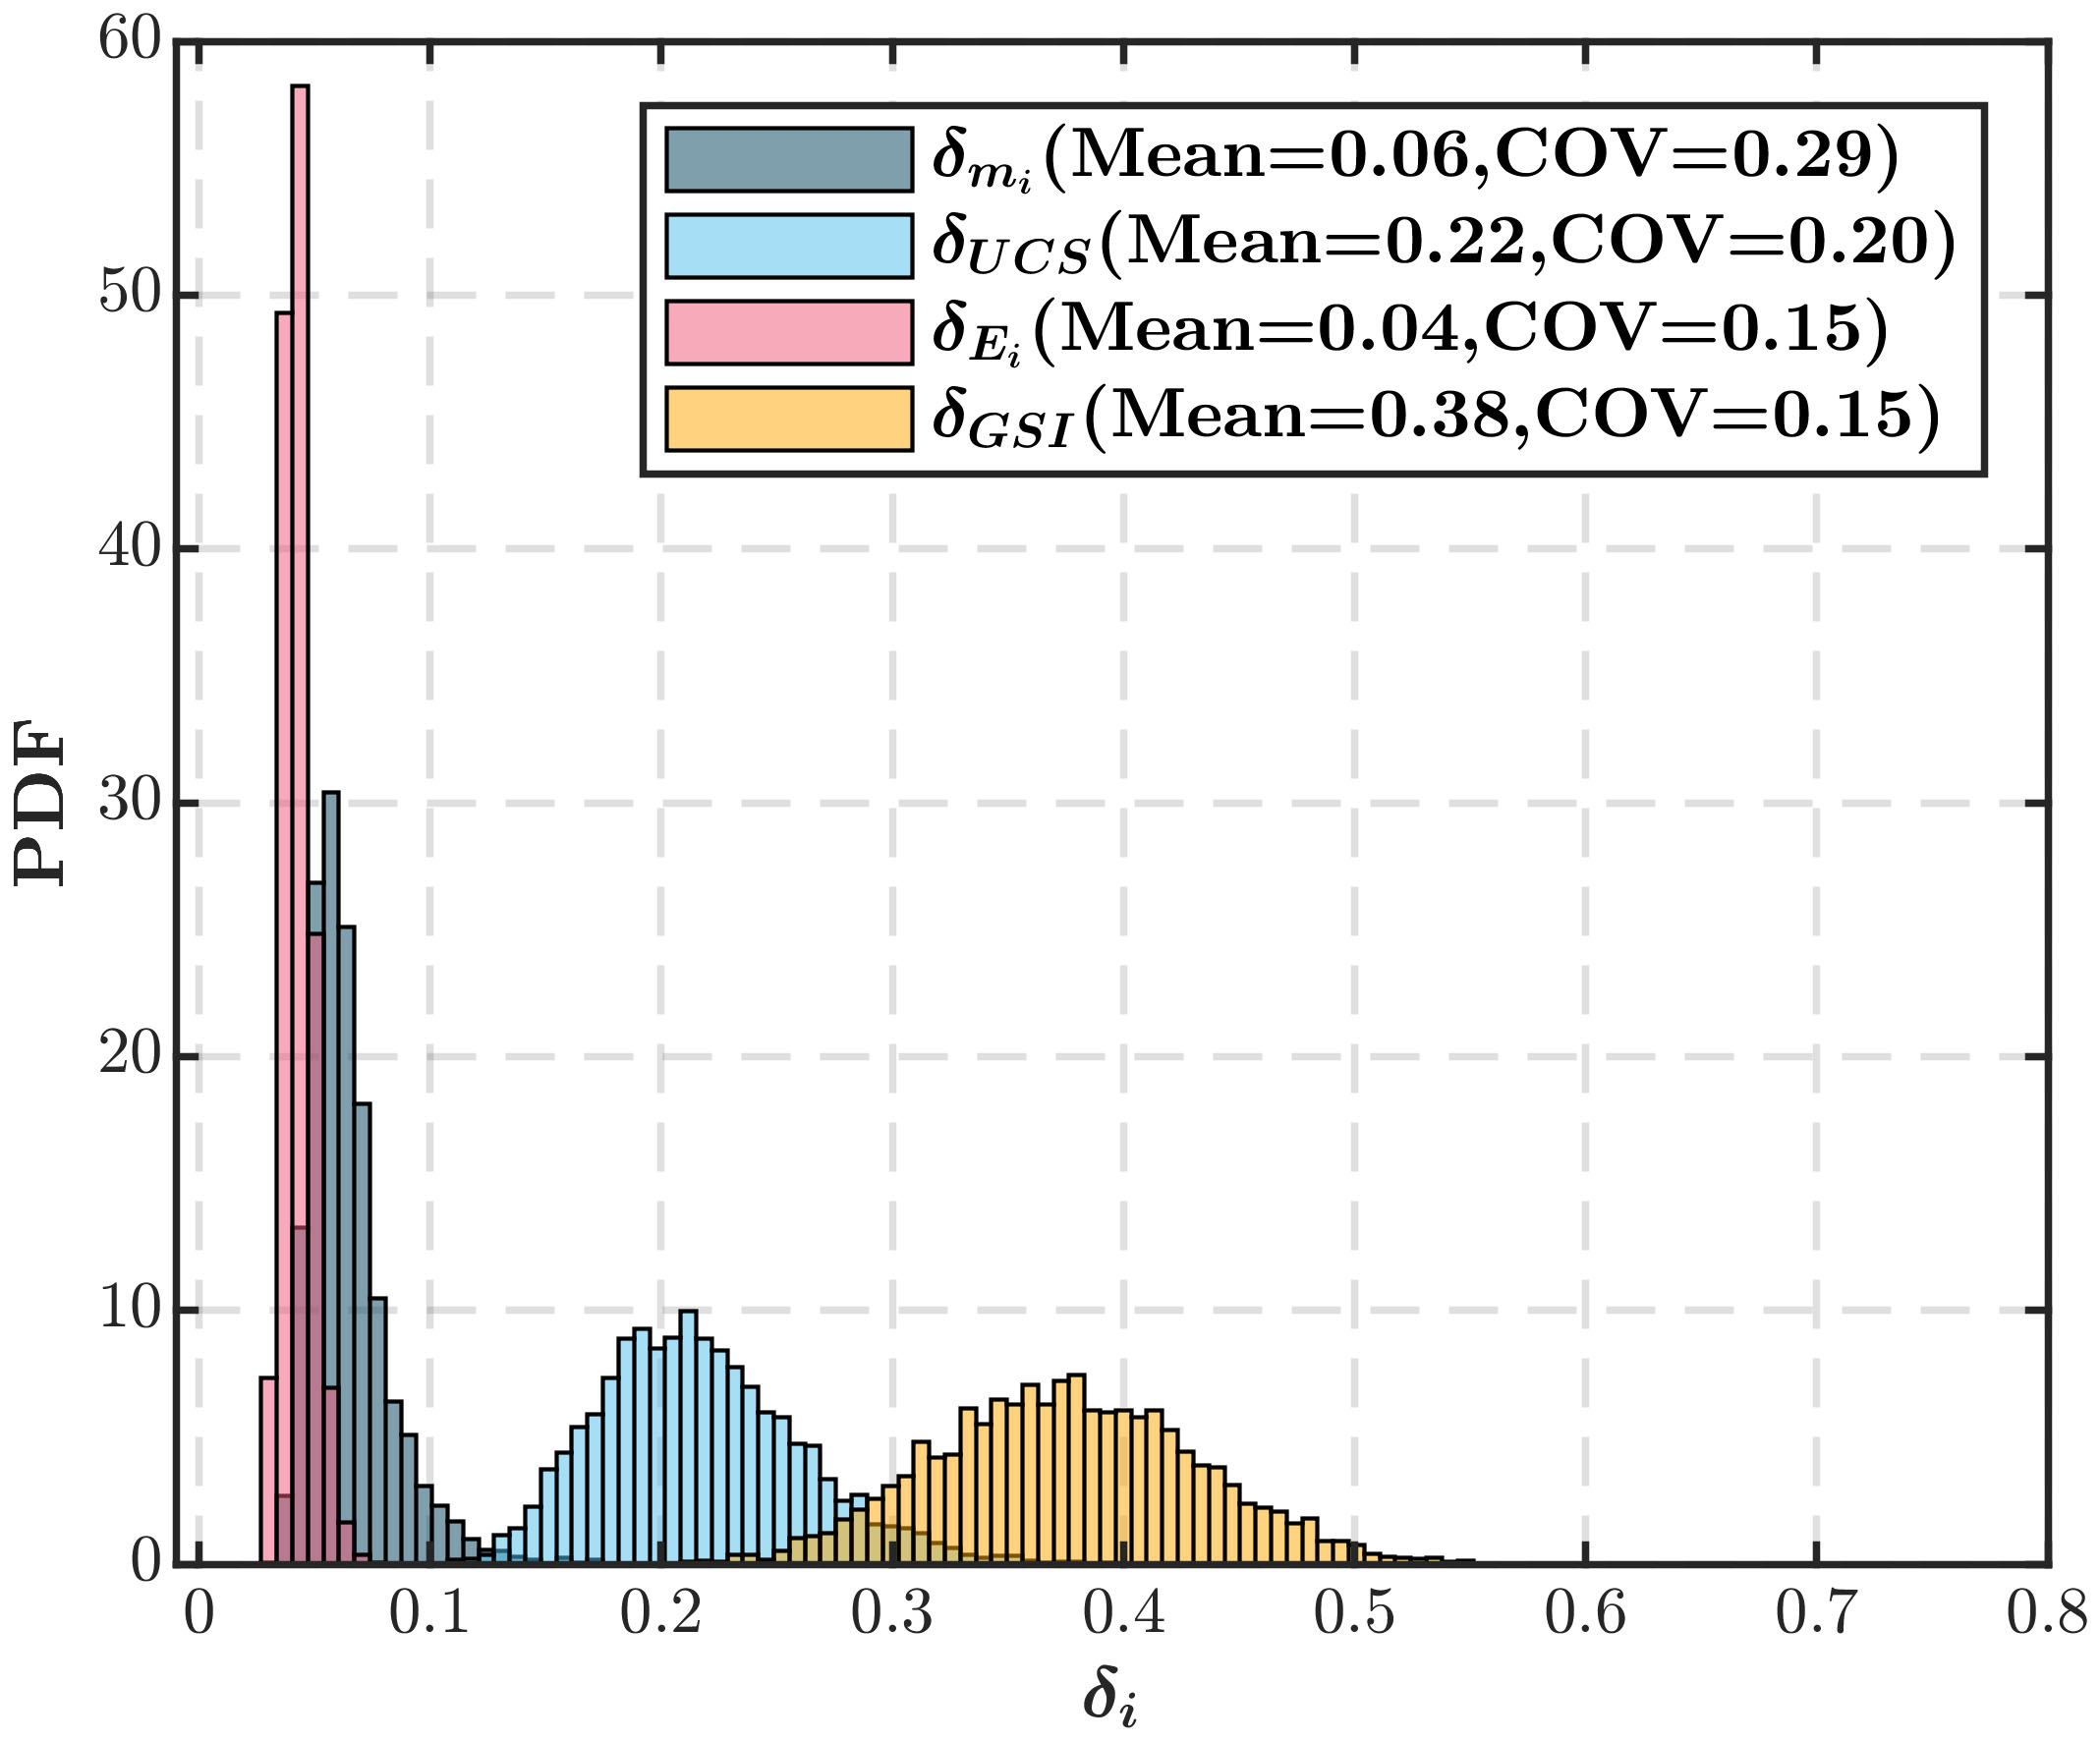 60
50
40
30
20
10
0
PDF
δmi(Mean=0.06,COV=0.29)
δUCS(Mean=0.22,COV=0.20)
δEi(Mean=0.04,COV=0.15)
δGSI(Mean=0.38,COV=0.15)
0 0.1 0.2 0.3 0.4 0.5 0.6 0.7 0.8
δi